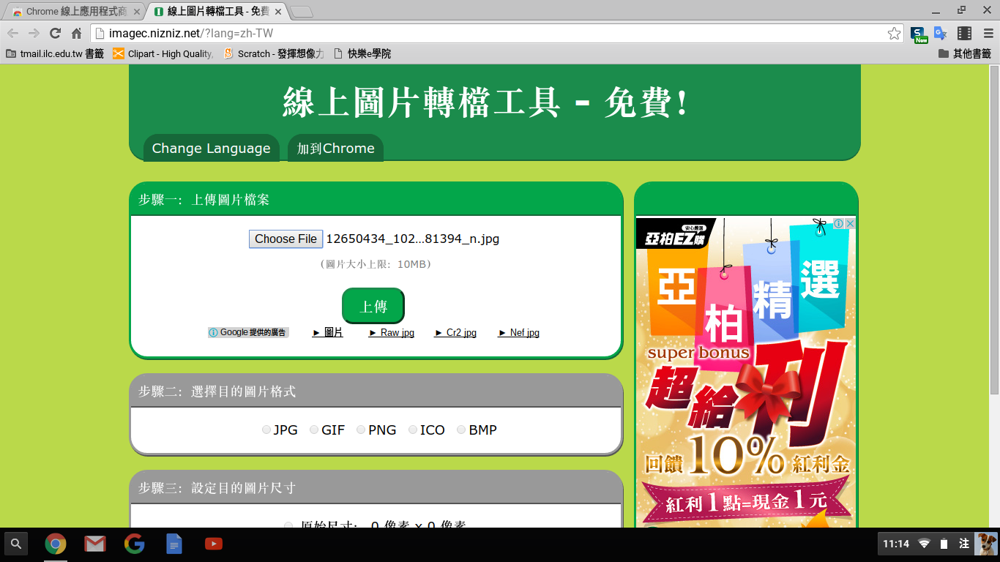 Chrome 線上應用程式商
線上圖片轉檔工具 - 免費
imagec.nizniz.net/?lang=zh-TW
New
tmail.ilc.edu.tw 書籤
Clipart - High Quality,
Scratch - 發揮想像力
快樂e學院
其他書籤
線上圖片轉檔工具 - 免費!
Change Language
加到Chrome
步驟一: 上傳圖片檔案
Choose File 12650434_102...81394_n.jpg
(圖片大小上限: 10MB)
上傳
Google 提供的廣告
► 圖片
► Raw jpg
► Cr2 jpg
► Nef jpg
步驟二: 選擇目的圖片格式
JPG GIF PNG ICO BMP
步驟三: 設定目的圖片尺寸
原始尺寸: 0 像素 x 0 像素
安心嚴選
亞柏EZ購
亞柏精選
super bonus
超給利
回饋10%紅利金
紅利1點=現金1元
11:14
注